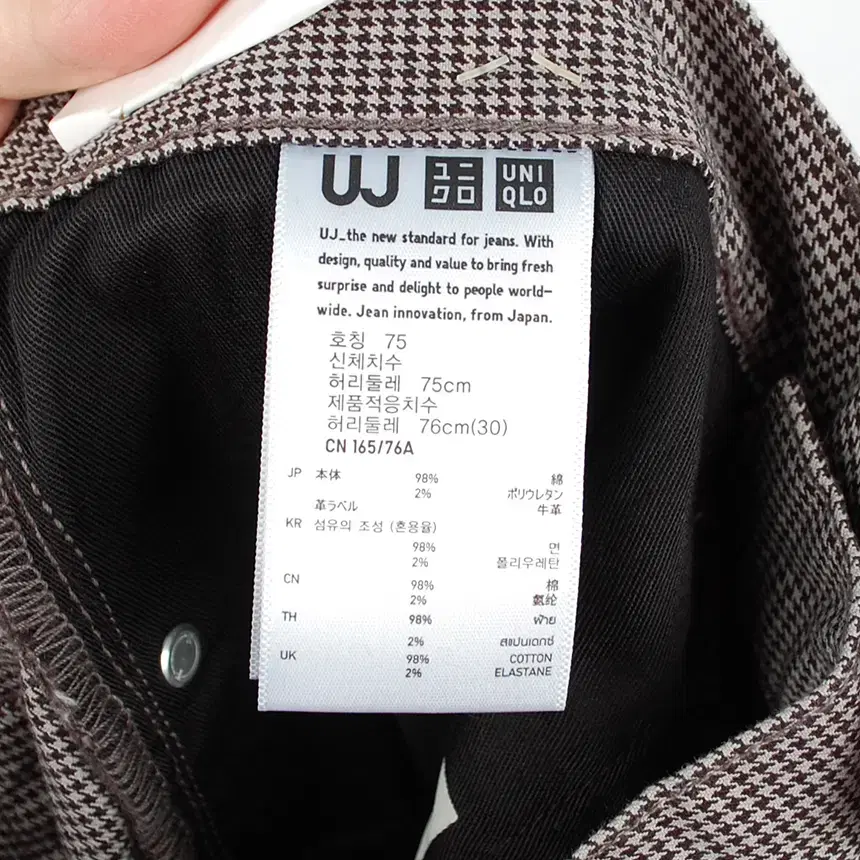 UJ ユニクロ UNIQLO
UJ_the new standard for jeans. With
design, quality and value to bring fresh
surprise and delight to people world-
wide. Jean innovation, from Japan.
호칭 75
신체치수
허리둘레 75cm
제품적응치수
허리둘레 76cm(30)
CN 165/76A
JP 本体 98% 綿
2% ポリウレタン
革ラベル 牛革
KR 섬유의 조성 (혼용율)
98% 면
2% 폴리우레탄
CN 98% 棉
2% 氨纶
TH 98% ฝ้าย
2% สแปนเดกซ์
UK 98% COTTON
2% ELASTANE